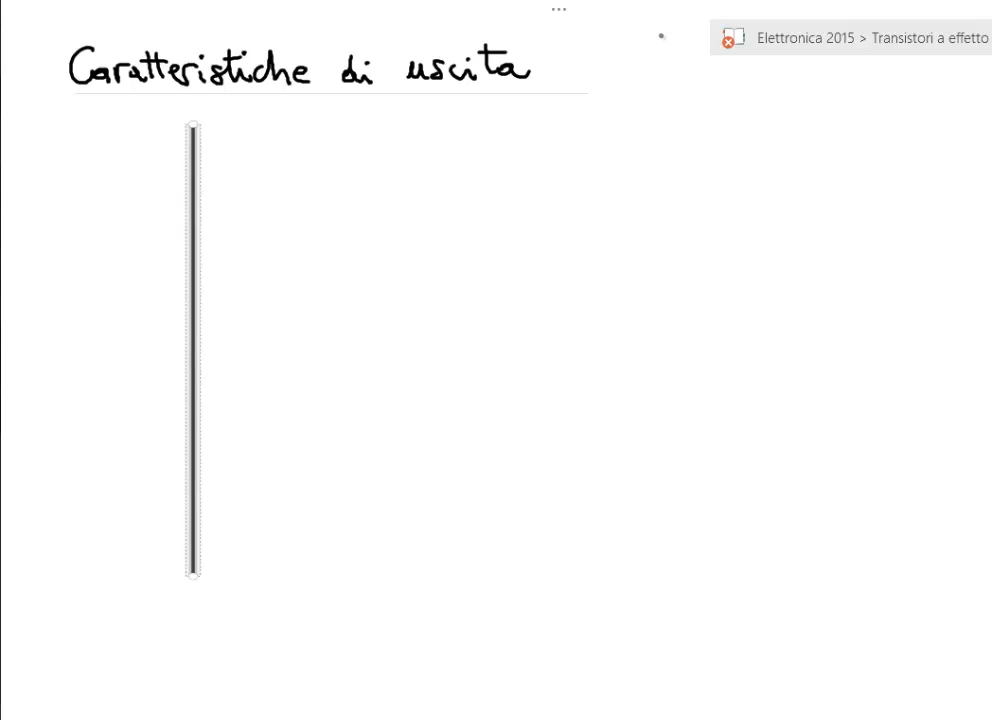 Caratteristiche di uscita
Elettronica 2015 > Transistori a effetto